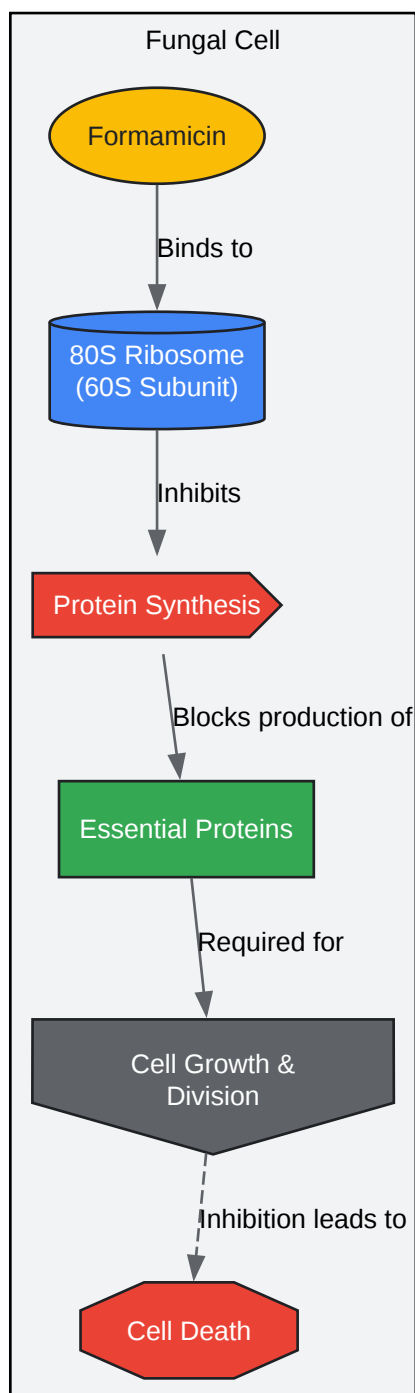 Fungal Cell
Formamicin
Binds to
80S Ribosome
(60S Subunit)
Inhibits
Protein Synthesis
Blocks production of
Essential Proteins
Required for
Cell Growth &
Division
Inhibition leads to
Cell Death